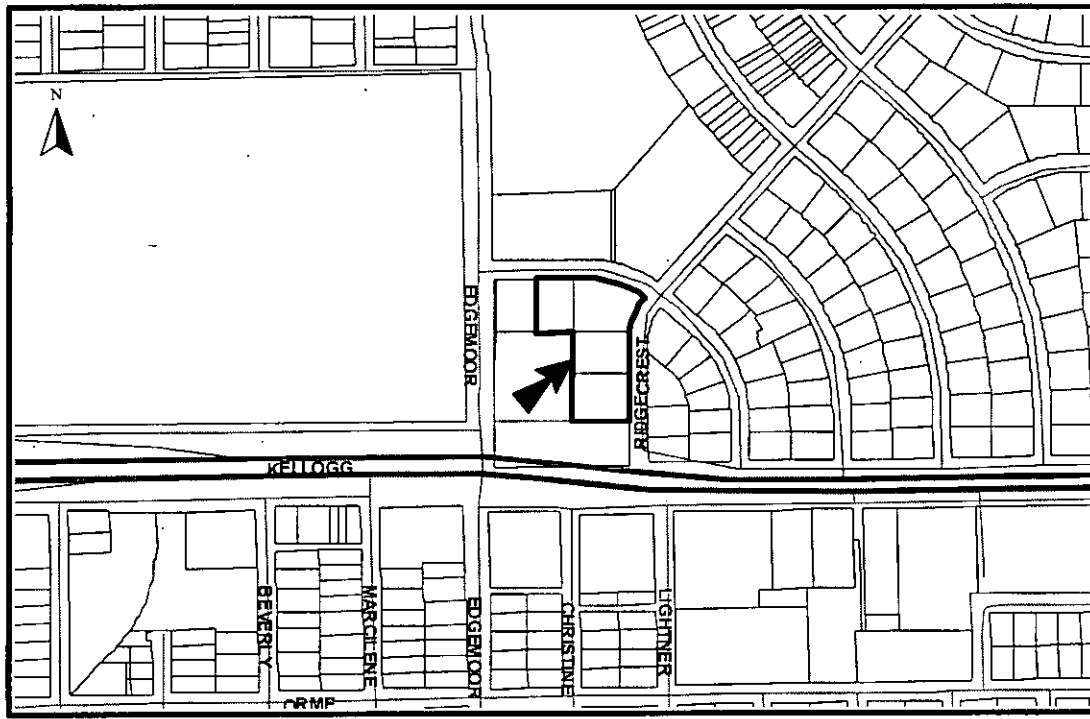 N
EDGEMOOR
RIDGECREST
KELLOGG
BEVERLY
MARCILENE
EDGEMOOR
CHRISTINE
LIGHTNER